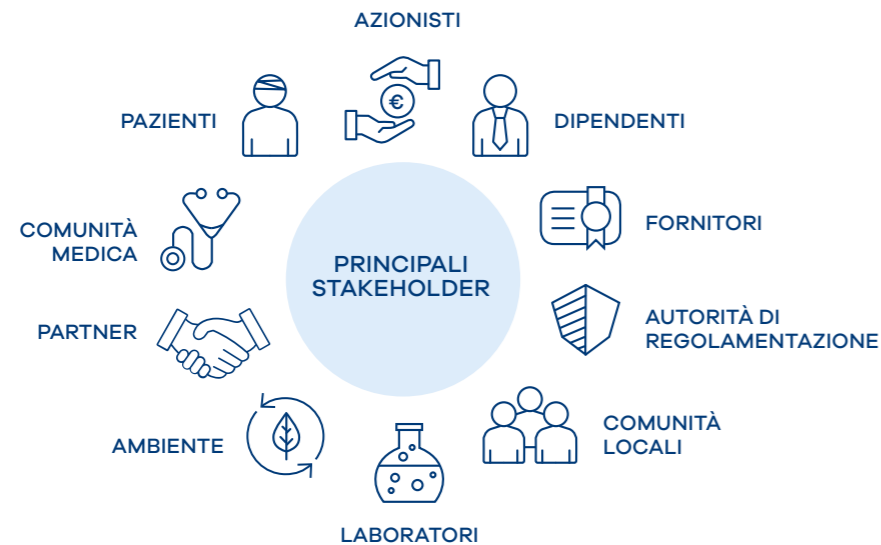 AZIONISTI
PAZIENTI
€
DIPENDENTI
COMUNITÀ
MEDICA
FORNITORI
PRINCIPALI
STAKEHOLDER
PARTNER
AUTORITÀ DI
REGOLAMENTAZIONE
AMBIENTE
COMUNITÀ
LOCALI
LABORATORI